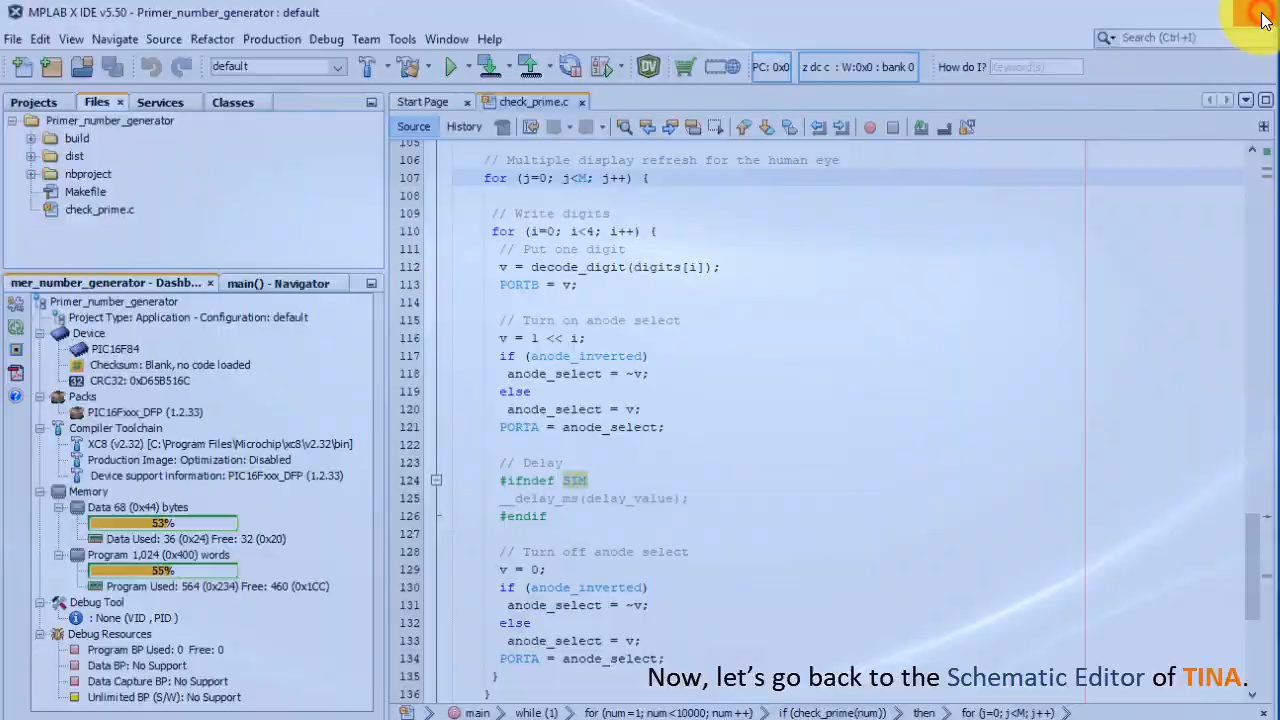 MPLAB X IDE v5.50 - Primer_number_generator : default
File Edit View Navigate Source Refactor Production Debug Team Tools Window Help
Search (Ctrl+I)
default
PC: 0x0
z dc c : W:0x0 : bank 0
How do I?
Keyword(s)
Projects Files Services Classes
Primer_number_generator
build
dist
nbproject
Makefile
check_prime.c
mer_number_generator - Dashb...
main() - Navigator
Primer_number_generator
Project Type: Application - Configuration: default
Device
PIC16F84
Checksum: Blank, no code loaded
CRC32: 0xD65B516C
Packs
PIC16Fxxx_DFP (1.2.33)
Compiler Toolchain
XC8 (v2.32) [C:\Program Files\Microchip\xc8\v2.32\bin]
Production Image: Optimization: Disabled
Device support information: PIC16Fxxx_DFP (1.2.33)
Memory
Data 68 (0x44) bytes
53%
Data Used: 36 (0x24) Free: 32 (0x20)
Program 1,024 (0x400) words
55%
Program Used: 564 (0x234) Free: 460 (0x1CC)
Debug Tool
: None (VID , PID )
Debug Resources
Program BP Used: 0 Free: 0
Data BP: No Support
Data Capture BP: No Support
Unlimited BP (S/W): No Support
Start Page check_prime.c
Source History
105
106 // Multiple display refresh for the human eye
107 for (j=0; j<M; j++) {
108
109 // Write digits
110 for (i=0; i<4; i++) {
111 // Put one digit
112 v = decode_digit(digits[i]);
113 PORTB = v;
114
115 // Turn on anode select
116 v = 1 << i;
117 if (anode_inverted)
118 anode_select = ~v;
119 else
120 anode_select = v;
121 PORTA = anode_select;
122
123 // Delay
124 #ifndef SIM
125 __delay_ms(delay_value);
126 #endif
127
128 // Turn off anode select
129 v = 0;
130 if (anode_inverted)
131 anode_select = ~v;
132 else
133 anode_select = v;
134 PORTA = anode_select;
135 }
136 }
Now, let's go back to the Schematic Editor of TINA.
main while (1) for (num=1; num<10000; num++) if (check_prime(num)) then for (j=0; j<M; j++)